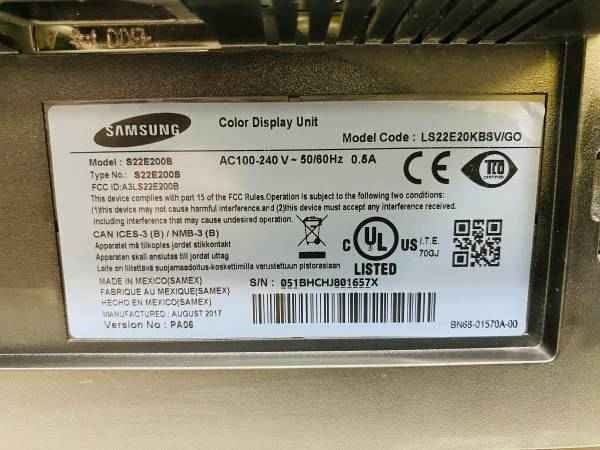 SAMSUNG
Color Display Unit
Model Code : LS22E20KBSV/GO
Model : S22E200B
AC100-240 V ~ 50/60Hz 0.5A
Type No.: S22E200B
FCC ID:A3LS22E200B
This device complies with part 15 of the FCC Rules.Operation is subject to the following conditions.
(1)this device may not cause harmful interference.and (2)this device must accept any interference received.
including interference that may cause undesired operation.
CAN ICES-3 (B) / NMB-3 (B)
Apparatet må tilkoples jordet stikkontakt
Apparaten skall anslutas till jordat uttag
Laite on liitettävä suojamaadoitus-koskettimilla varustettuun pistorasiaan
CE
TCO
C UL US
LISTED
I.T.E.
70GJ
MADE IN MEXICO(SAMEX)
FABRIQUE AU MEXIQUE(SAMEX)
HECHO EN MEXICO(SAMEX)
MANUFACTURED : AUGUST 2017
Version No : PA06
S/N : 051BHCHJ801657X
BN68-01570A-00